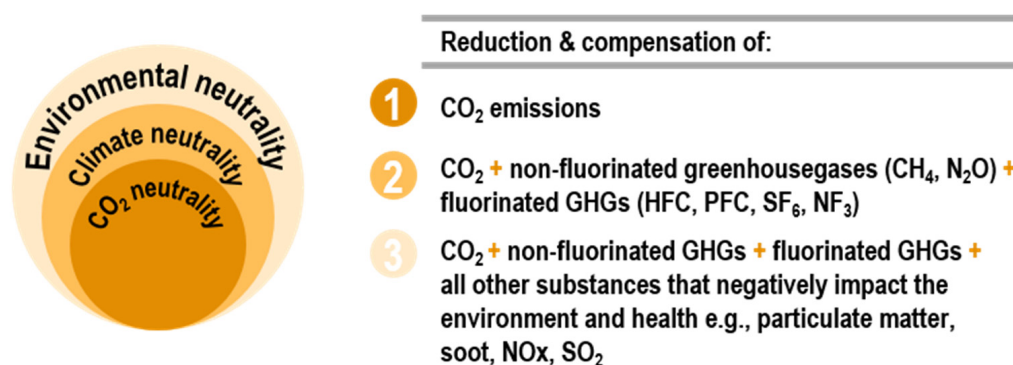 Environmental neutrality
Climate neutrality
CO₂ neutrality
Reduction & compensation of:
1
CO₂ emissions
2
CO₂ + non-fluorinated greenhousegases (CH₄, N₂O) +
fluorinated GHGs (HFC, PFC, SF₆, NF₃)
3
CO₂ + non-fluorinated GHGs + fluorinated GHGs +
all other substances that negatively impact the
environment and health e.g., particulate matter,
soot, NOx, SO₂